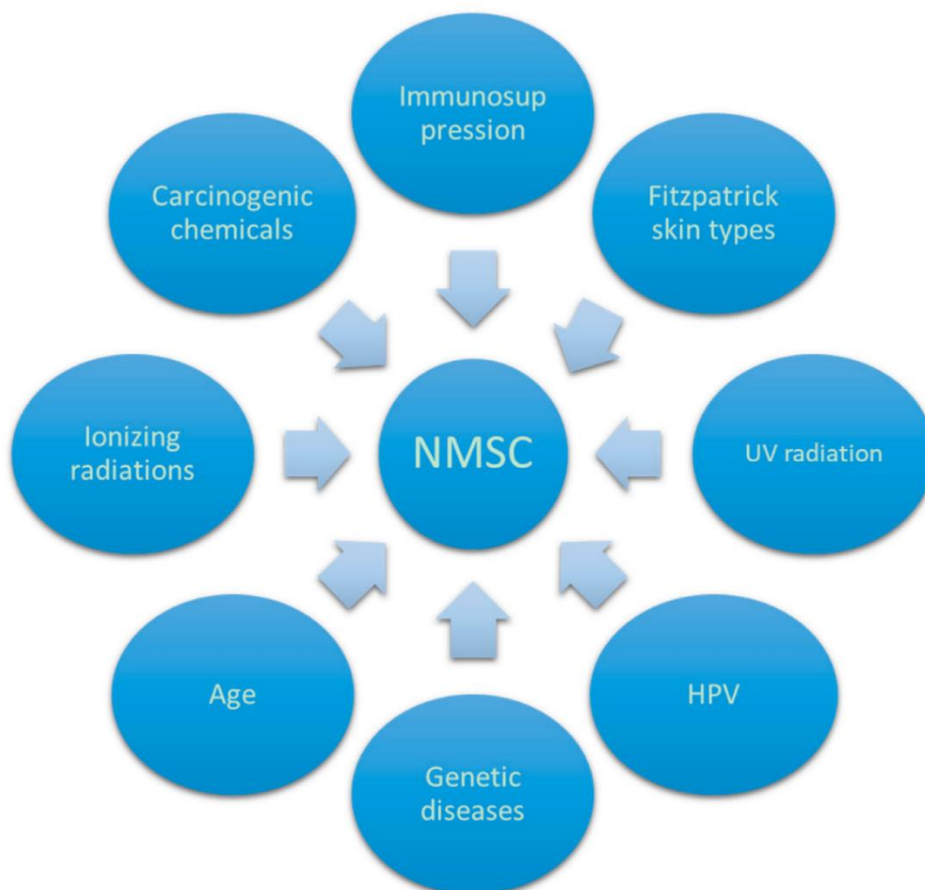 Immunosup
pression
Fitzpatrick
skin types
UV radiation
HPV
Genetic
diseases
Age
Ionizing
radiations
Carcinogenic
chemicals
NMSC